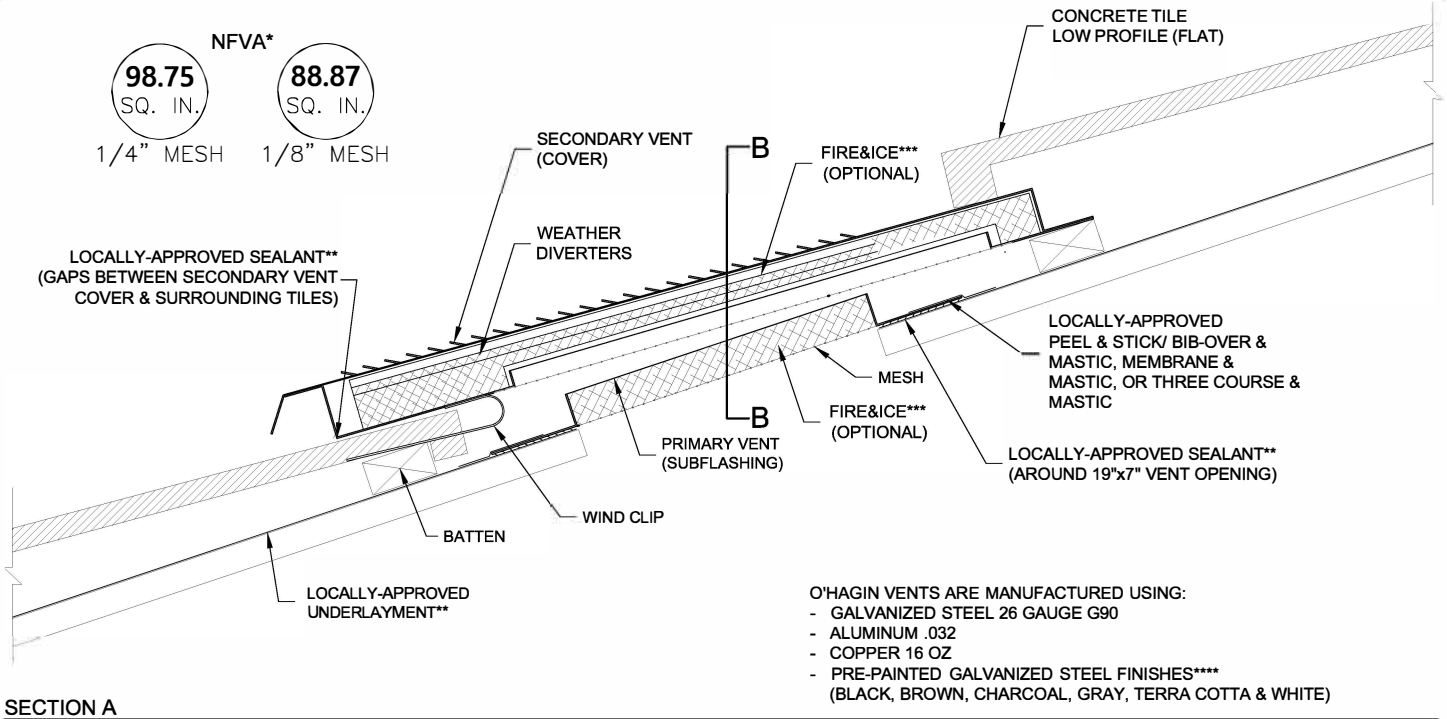 NFVA*
98.75
SQ. IN.
1/4” MESH
88.87
SQ. IN.
1/8” MESH
CONCRETE TILE
LOW PROFILE (FLAT)
SECONDARY VENT
(COVER)
B
FIRE&ICE***
(OPTIONAL)
WEATHER
DIVERTERS
LOCALLY-APPROVED SEALANT**
(GAPS BETWEEN SECONDARY VENT
COVER & SURROUNDING TILES)
LOCALLY-APPROVED
PEEL & STICK/ BIB-OVER &
MASTIC, MEMBRANE &
MASTIC, OR THREE COURSE &
MASTIC
MESH
FIRE&ICE***
(OPTIONAL)
B
PRIMARY VENT
(SUBFLASHING)
LOCALLY-APPROVED SEALANT**
(AROUND 19"x7" VENT OPENING)
WIND CLIP
BATTEN
LOCALLY-APPROVED
UNDERLAYMENT**
O'HAGIN VENTS ARE MANUFACTURED USING:
- GALVANIZED STEEL 26 GAUGE G90
- ALUMINUM .032
- COPPER 16 OZ
- PRE-PAINTED GALVANIZED STEEL FINISHES****
(BLACK, BROWN, CHARCOAL, GRAY, TERRA COTTA & WHITE)
SECTION A